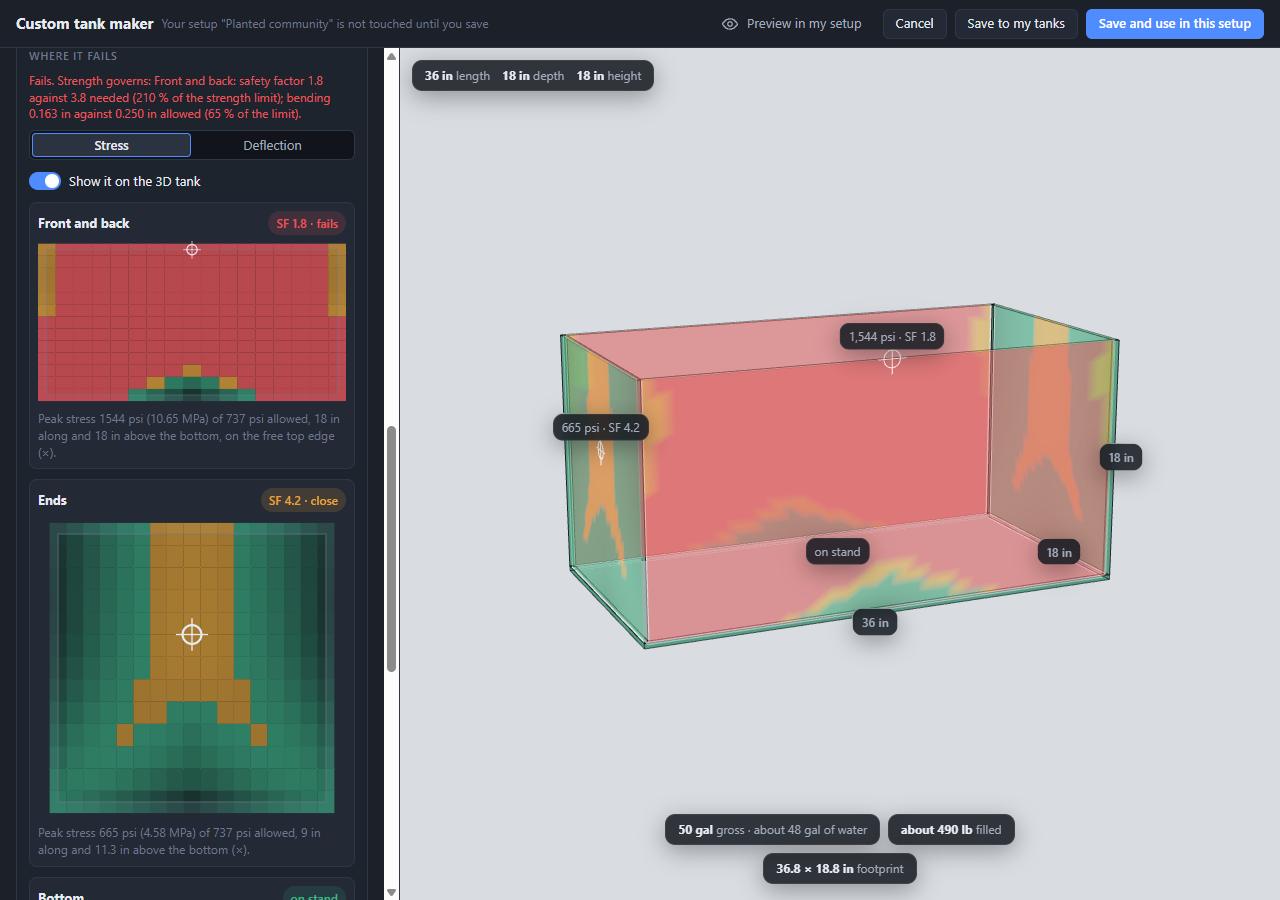 Custom tank maker
Your setup "Planted community" is not touched until you save
Preview in my setup
Cancel
Save to my tanks
Save and use in this setup
WHERE IT FAILS
Fails. Strength governs: Front and back: safety factor 1.8
against 3.8 needed (210 % of the strength limit); bending
0.163 in against 0.250 in allowed (65 % of the limit).
Stress
Deflection
Show it on the 3D tank
Front and back
SF 1.8 · fails
Peak stress 1544 psi (10.65 MPa) of 737 psi allowed, 18 in
along and 18 in above the bottom, on the free top edge
(×).
Ends
SF 4.2 · close
Peak stress 665 psi (4.58 MPa) of 737 psi allowed, 9 in
along and 11.3 in above the bottom (×).
Bottom
on stand
36 in length 18 in depth 18 in height
1,544 psi · SF 1.8
665 psi · SF 4.2
18 in
on stand
18 in
36 in
50 gal gross · about 48 gal of water
about 490 lb filled
36.8 × 18.8 in footprint